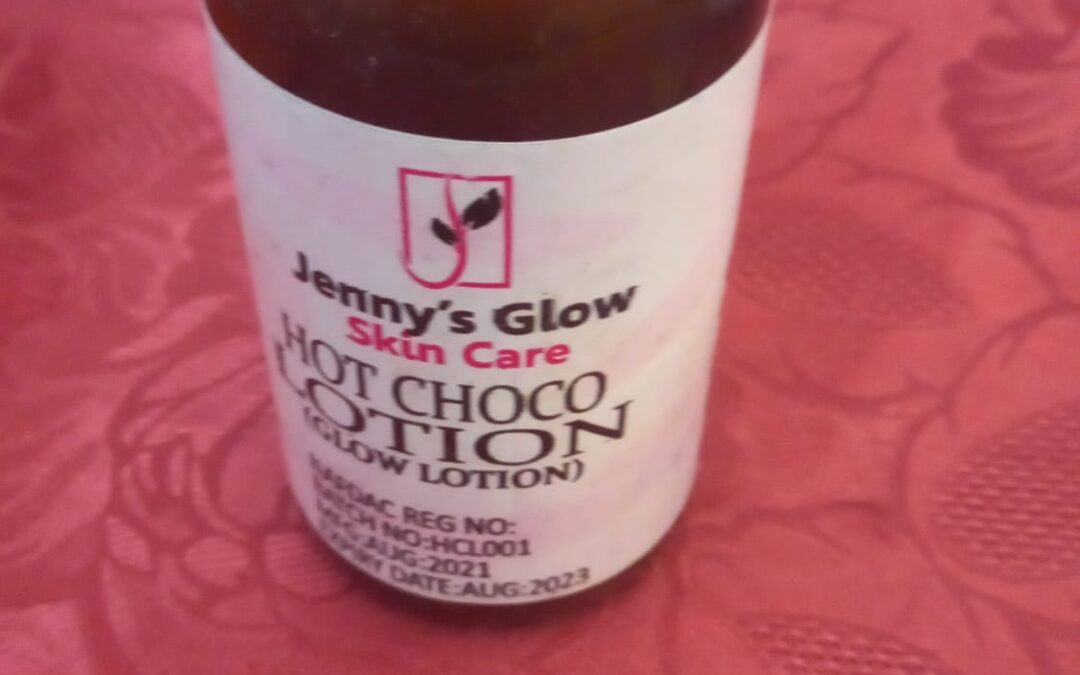 Jenny's Glow
Skin Care
HOT CHOCO
LOTION
(GLOW LOTION)
NAFDAC REG NO:
BATCH NO:HCL001
MFG:AUG:2021
EXPIRY DATE:AUG:2023